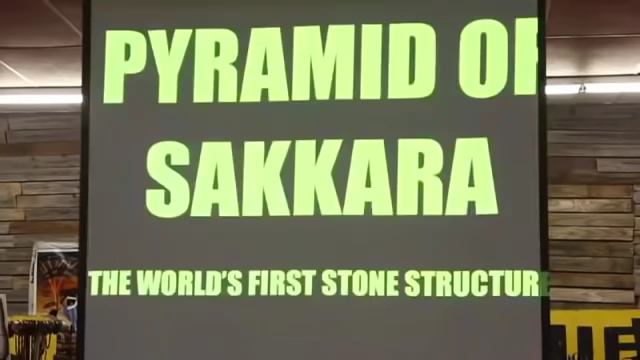 PYRAMID OF
SAKKARA
THE WORLD'S FIRST STONE STRUCTURE